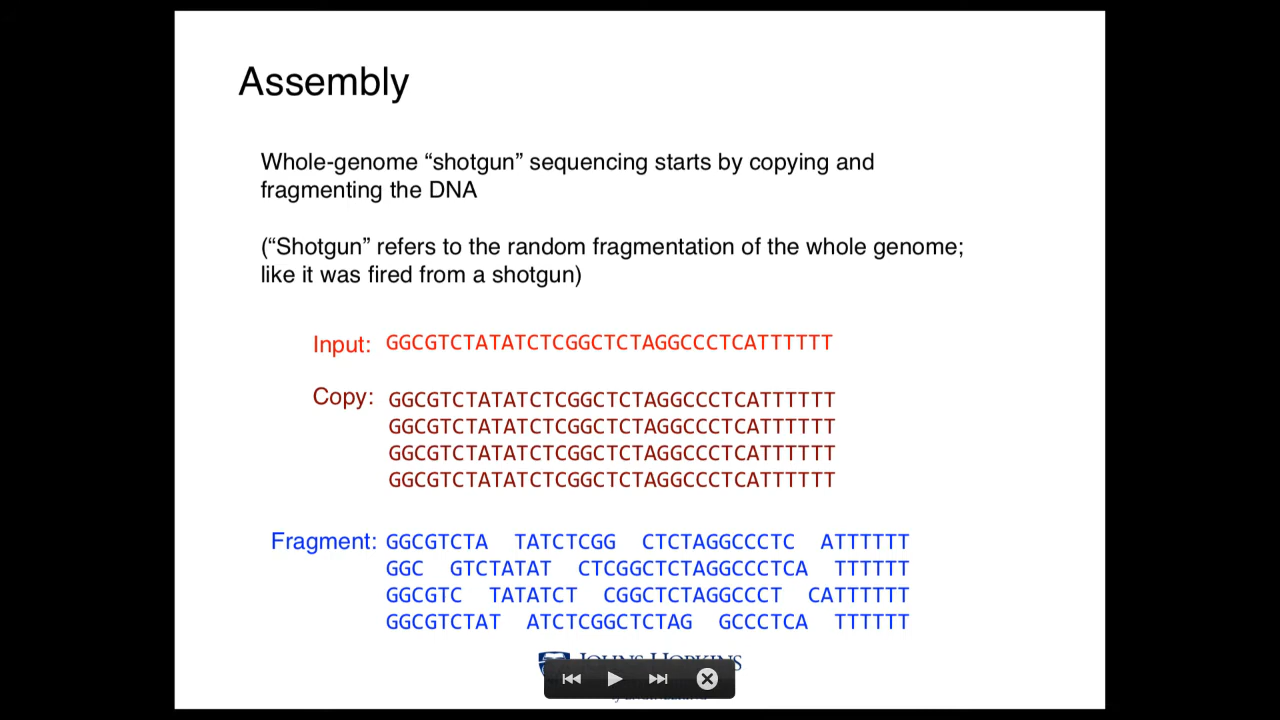 Assembly
Whole-genome “shotgun” sequencing starts by copying and
fragmenting the DNA
(“Shotgun” refers to the random fragmentation of the whole genome;
like it was fired from a shotgun)
Input: GGCGTCTATATCTCGGCTCTAGGCCCTCATTTTTT
Copy: GGCGTCTATATCTCGGCTCTAGGCCCTCATTTTTT
GGCGTCTATATCTCGGCTCTAGGCCCTCATTTTTT
GGCGTCTATATCTCGGCTCTAGGCCCTCATTTTTT
GGCGTCTATATCTCGGCTCTAGGCCCTCATTTTTT
Fragment: GGCGTCTA TATCTCGG CTCTAGGCCCTC ATTTTTT
GGC GTCTATAT CTCGGCTCTAGGCCCTCA TTTTTT
GGCGTC TATATCT CGGCTCTAGGCCCT CATTTTTT
GGCGTCTAT ATCTCGGCTCTAG GCCCTCA TTTTTT
JOHNS HOPKINS